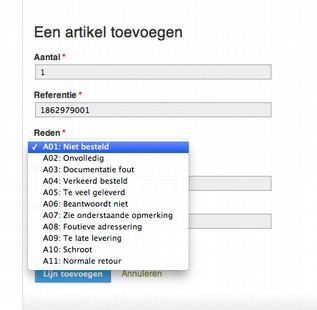 Een artikel toevoegen
Aantal *
1
Referentie *
1862979001
Reden *
✓ A01: Niet besteld
A02: Onvolledig
A03: Documentatie fout
A04: Verkeerd besteld
A05: Te veel geleverd
A06: Beantwoordt niet
A07: Zie onderstaande opmerking
A08: Foutieve adressering
A09: Te late levering
A10: Schroot
A11: Normale retour
Lijn toevoegen Annuleren